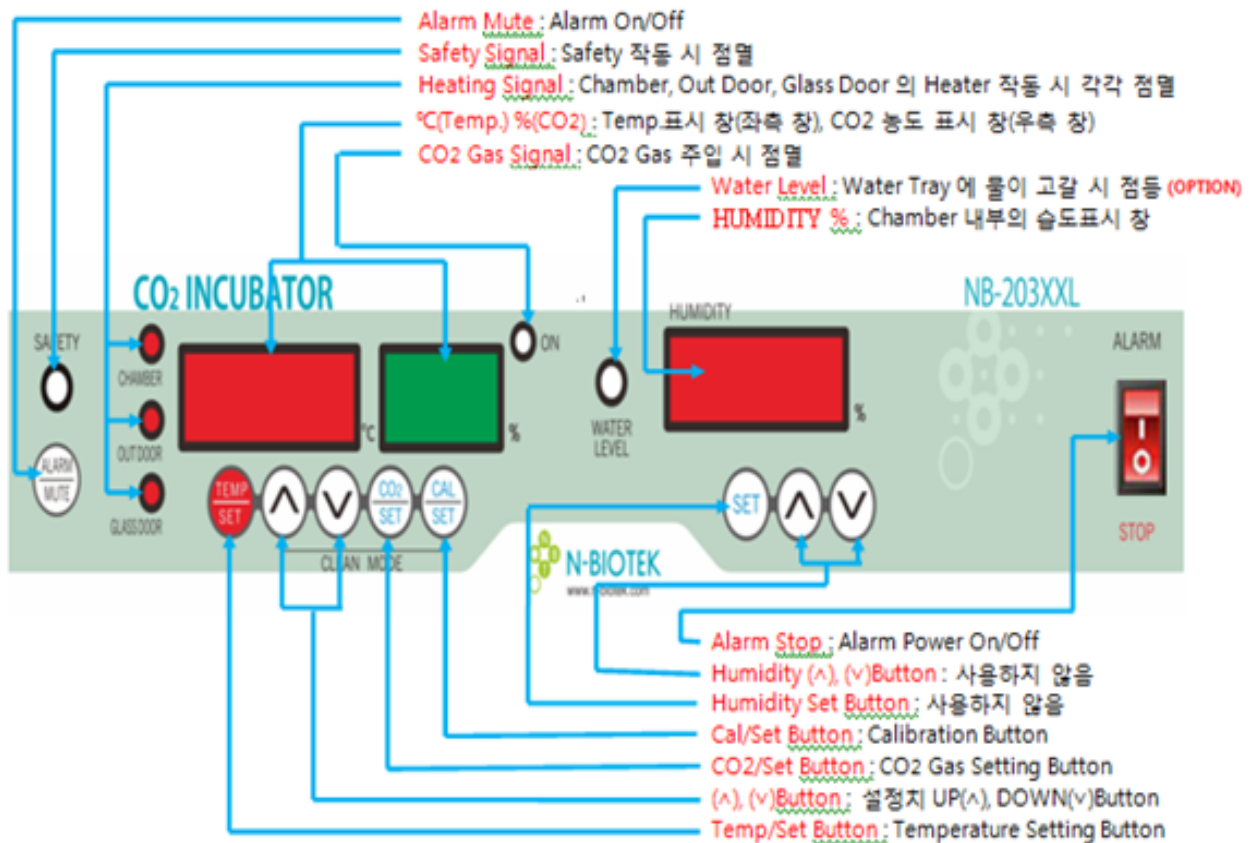 Alarm Mute : Alarm On/Off
Safety Signal : Safety 작동 시 점멸
Heating Signal : Chamber, Out Door, Glass Door 의 Heater 작동 시 각각 점멸
℃(Temp.) %(CO2) : Temp.표시 창(좌측 창), CO2 농도 표시 창(우측 창)
CO2 Gas Signal : CO2 Gas 주입 시 점멸
Water Level : Water Tray 에 물이 고갈 시 점등 (OPTION)
HUMIDITY % : Chamber 내부의 습도표시 창
CO2 INCUBATOR
NB-203XXL
SAFETY
CHAMBER
OUT DOOR
GLASS DOOR
ALARM
MUTE
℃
%
ON
WATER
LEVEL
HUMIDITY
%
ALARM
STOP
TEMP
SET
∧
∨
CO2
SET
CAL
SET
CLEAN MODE
SET
∧
∨
N-BIOTEK
www.n-biotek.com
Alarm Stop : Alarm Power On/Off
Humidity (∧), (∨)Button : 사용하지 않음
Humidity Set Button : 사용하지 않음
Cal/Set Button : Calibration Button
CO2/Set Button : CO2 Gas Setting Button
(∧), (∨)Button : 설정치 UP(∧), DOWN(∨)Button
Temp/Set Button : Temperature Setting Button